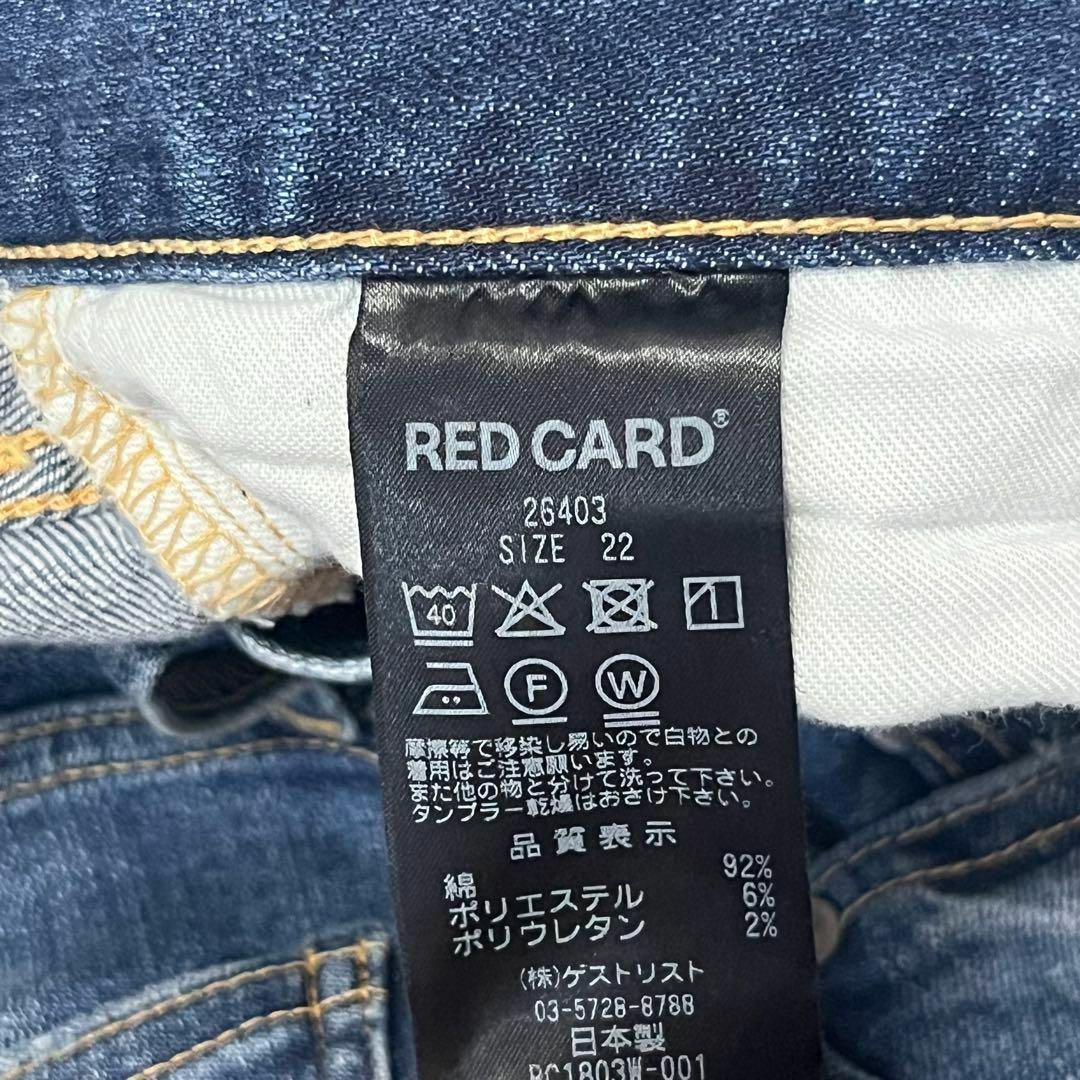 RED CARD®
26403
SIZE 22
40
F W
摩擦等で移染し易いので白物との
着用はご注意願います。
また他の物と分けて洗って下さい。
タンブラー乾燥はおさけ下さい。
品質表示
綿 92%
ポリエステル 6%
ポリウレタン 2%
(株)ゲストリスト
03-5728-8788
日本製
RC1803W-001